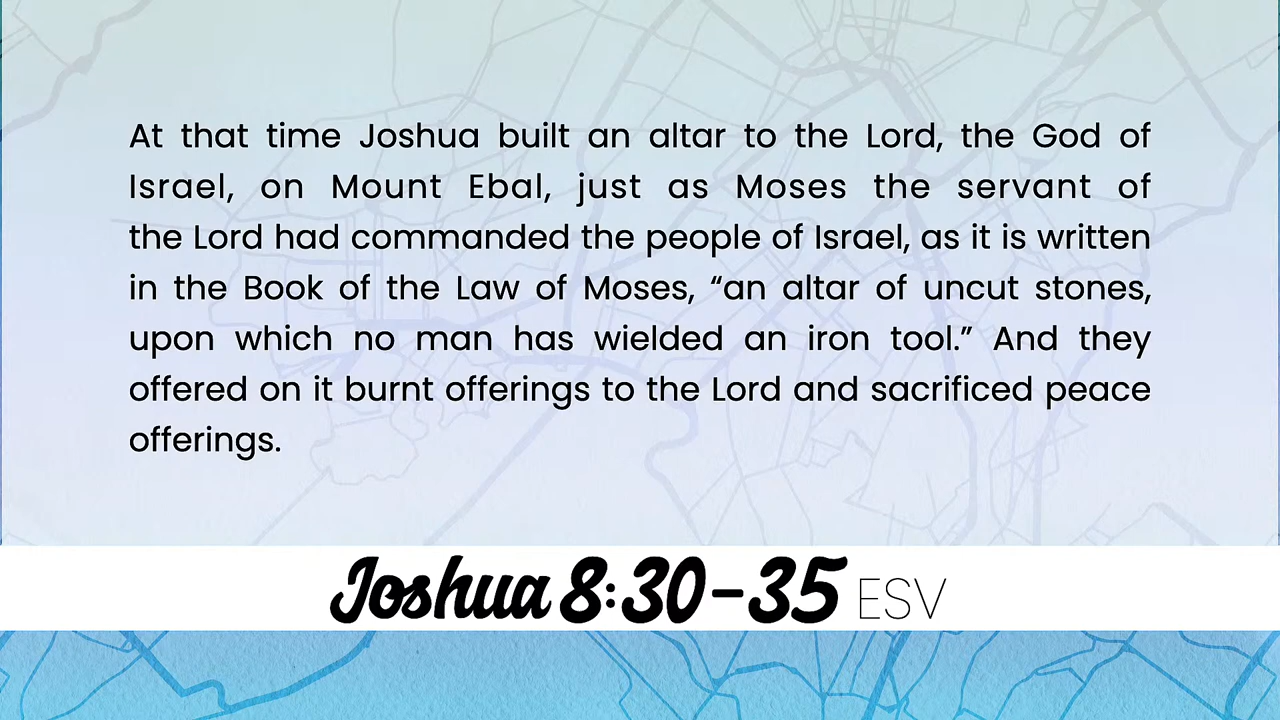 At that time Joshua built an altar to the Lord, the God of
Israel, on Mount Ebal, just as Moses the servant of
the Lord had commanded the people of Israel, as it is written
in the Book of the Law of Moses, “an altar of uncut stones,
upon which no man has wielded an iron tool.” And they
offered on it burnt offerings to the Lord and sacrificed peace
offerings.
Joshua 8:30-35 ESV